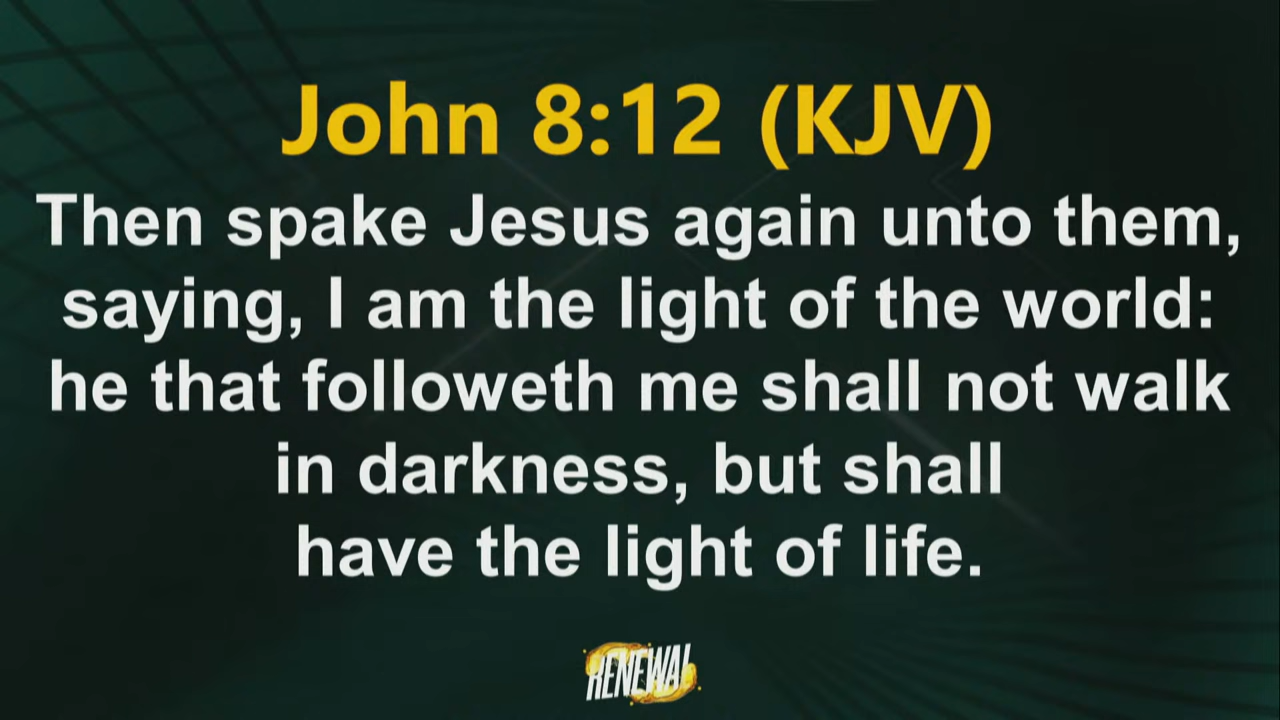 John 8:12 (KJV)
Then spake Jesus again unto them,
saying, I am the light of the world:
he that followeth me shall not walk
in darkness, but shall
have the light of life.
RENEWAL